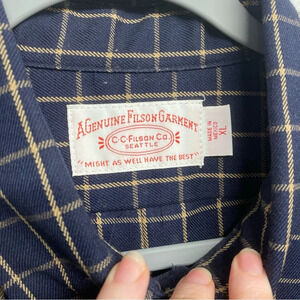 A GENUINE FILSON GARMENT
C·C·FILSON CO.
SEATTLE
"MIGHT AS WELL HAVE THE BEST"
MADE IN
MEXICO
XL